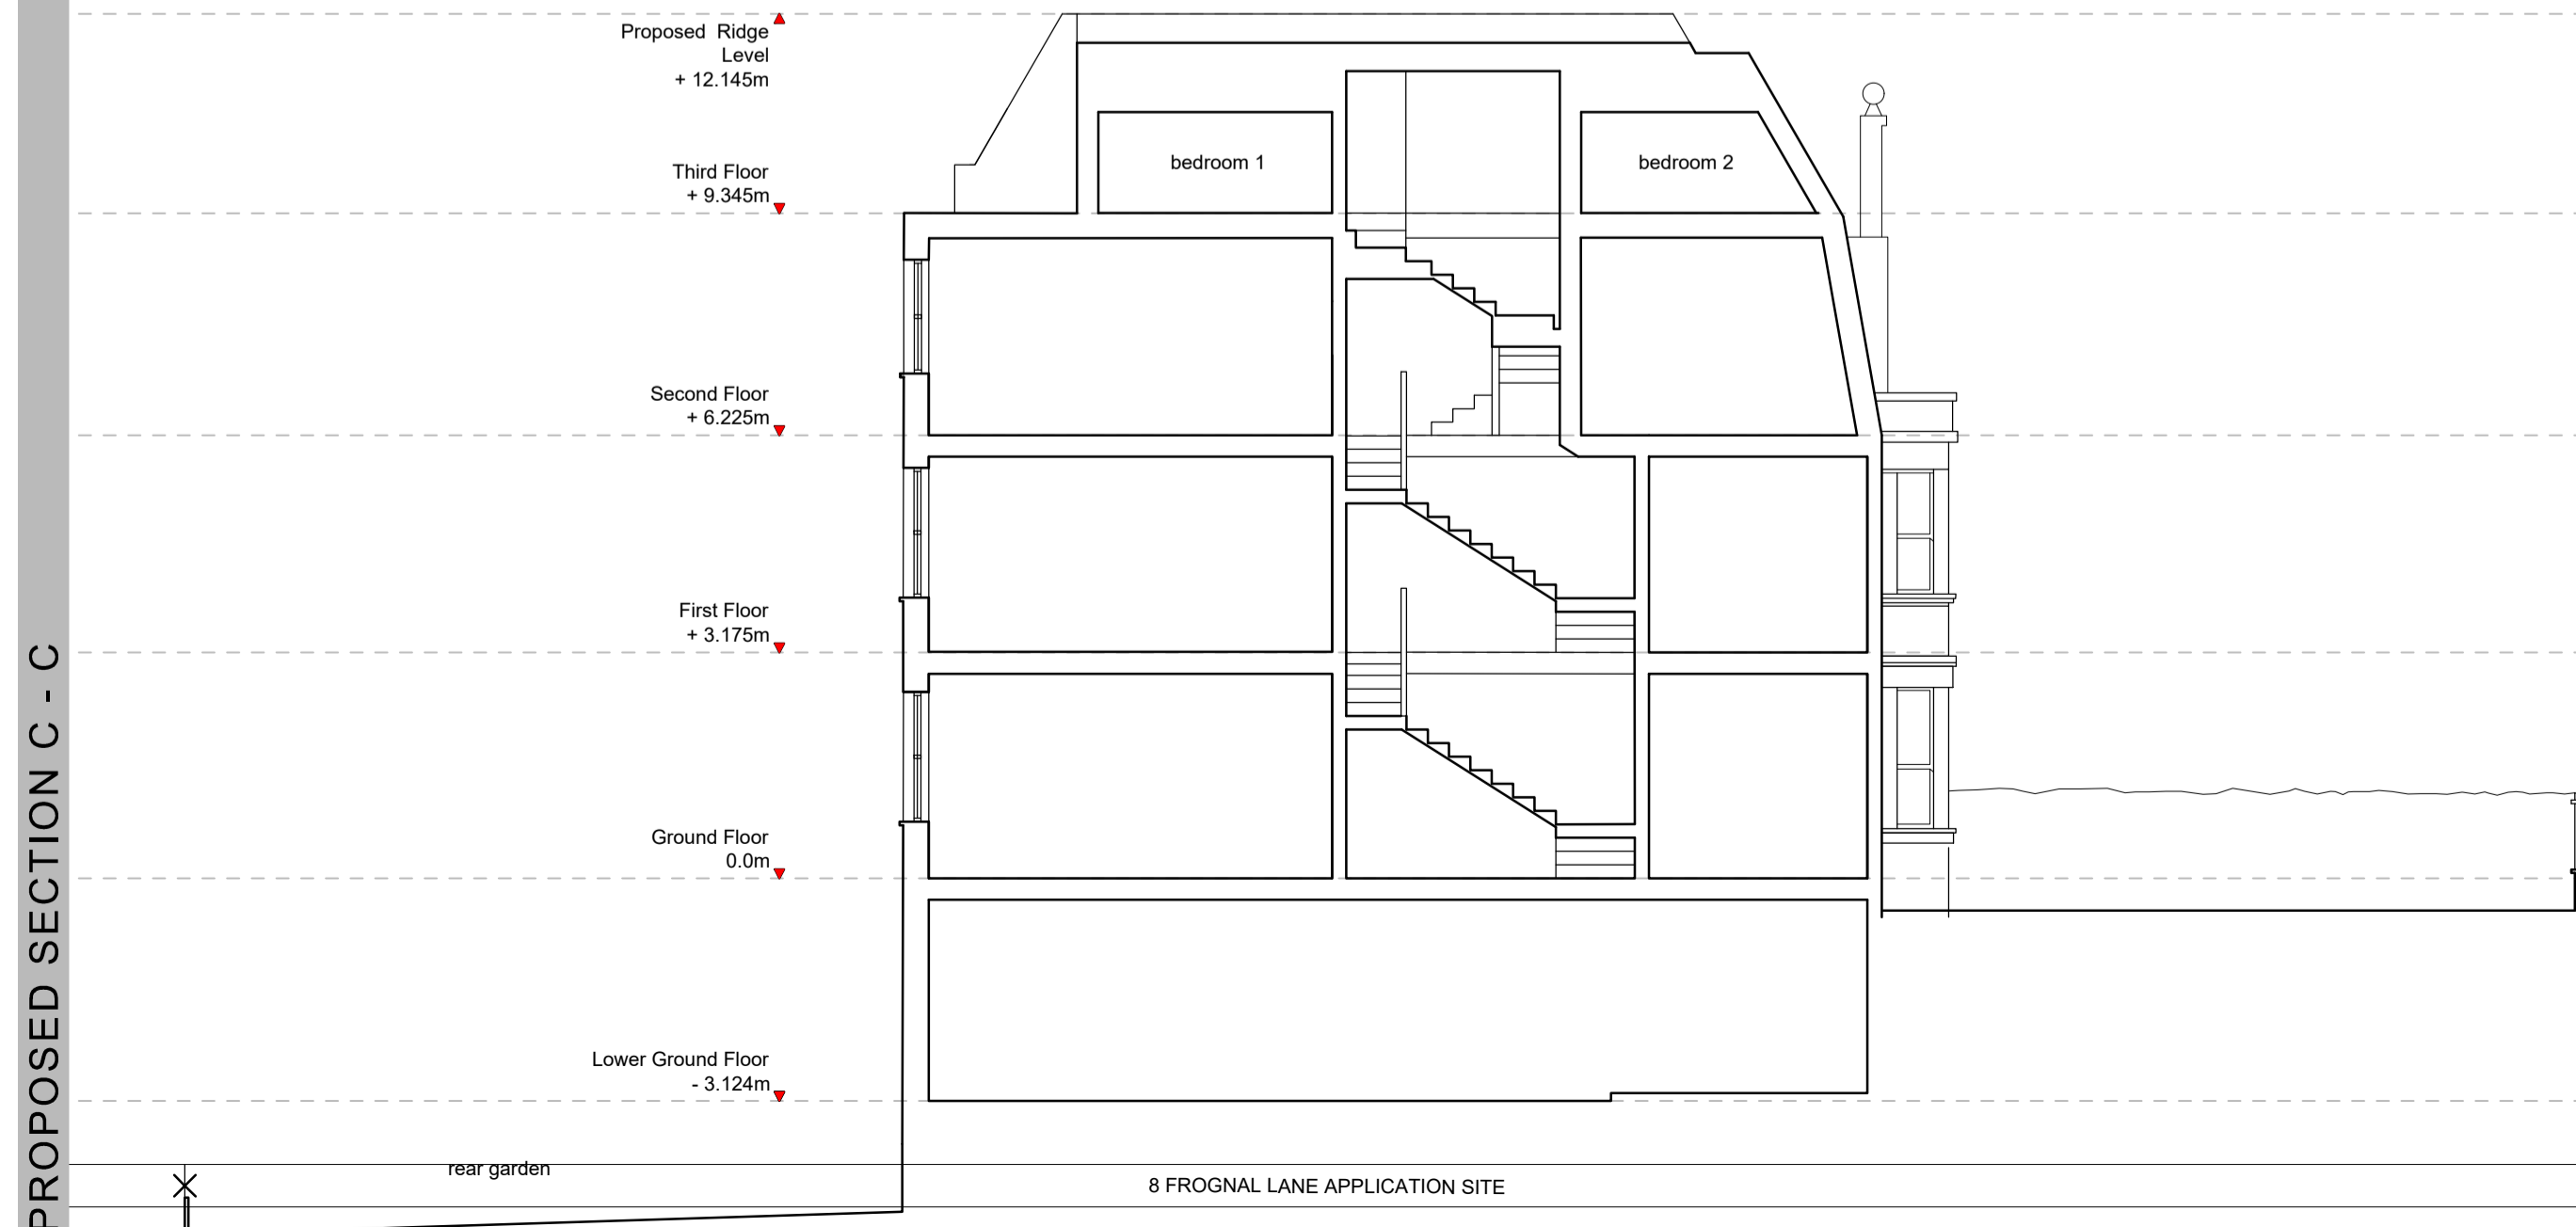 PROPOSED SECTION C - C
Proposed Ridge
Level
+ 12.145m
Third Floor
+ 9.345m
Second Floor
+ 6.225m
First Floor
+ 3.175m
Ground Floor
0.0m
Lower Ground Floor
- 3.124m
bedroom 1
bedroom 2
rear garden
8 FROGNAL LANE APPLICATION SITE